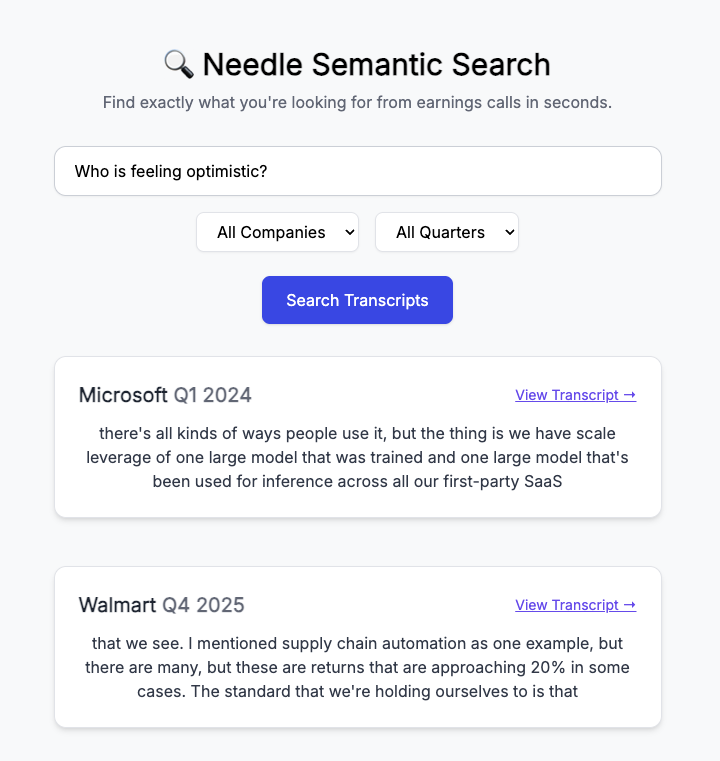 🔍 Needle Semantic Search
Find exactly what you're looking for from earnings calls in seconds.
Who is feeling optimistic?
All Companies All Quarters
Search Transcripts
Microsoft Q1 2024 View Transcript →
there's all kinds of ways people use it, but the thing is we have scale
leverage of one large model that was trained and one large model that's
been used for inference across all our first-party SaaS
Walmart Q4 2025 View Transcript →
that we see. I mentioned supply chain automation as one example, but
there are many, but these are returns that are approaching 20% in some
cases. The standard that we're holding ourselves to is that